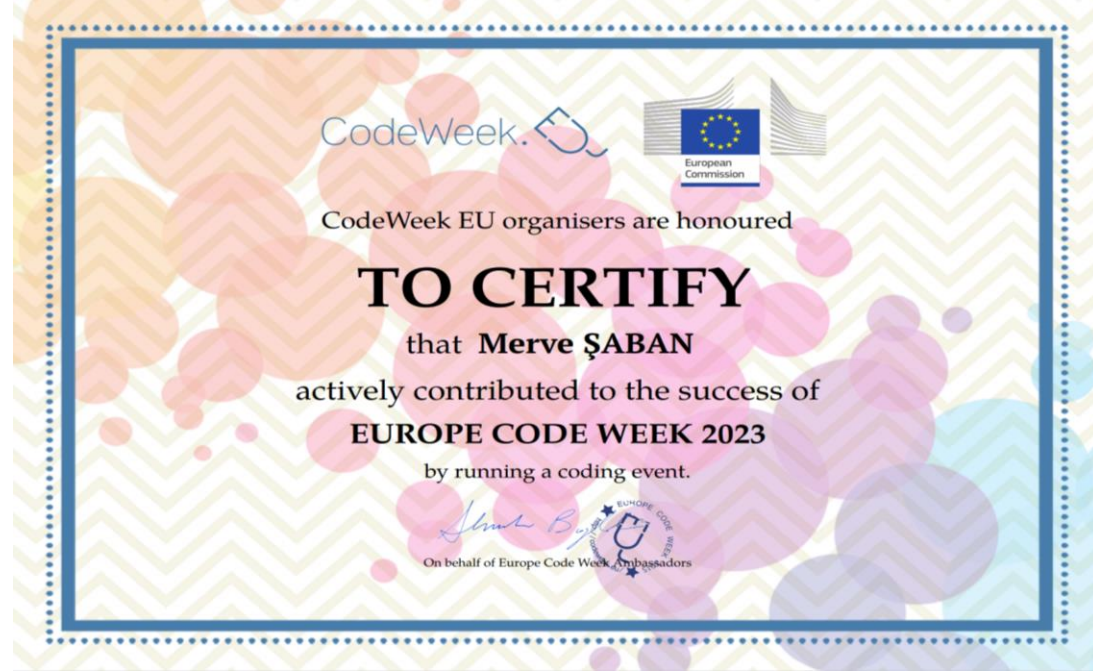 CodeWeek.
European
Commission
CodeWeek EU organisers are honoured
TO CERTIFY
that Merve ŞABAN
actively contributed to the success of
EUROPE CODE WEEK 2023
by running a coding event.
EUROPE CODE WEEK
On behalf of Europe Code Week Ambassadors